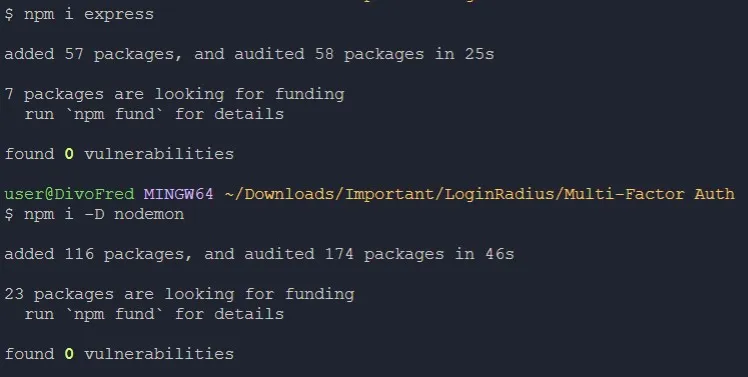 $ npm i express
added 57 packages, and audited 58 packages in 25s
7 packages are looking for funding
  run `npm fund` for details
found 0 vulnerabilities
user@DivoFred MINGW64 ~/Downloads/Important/LoginRadius/Multi-Factor Auth
$ npm i -D nodemon
added 116 packages, and audited 174 packages in 46s
23 packages are looking for funding
  run `npm fund` for details
found 0 vulnerabilities